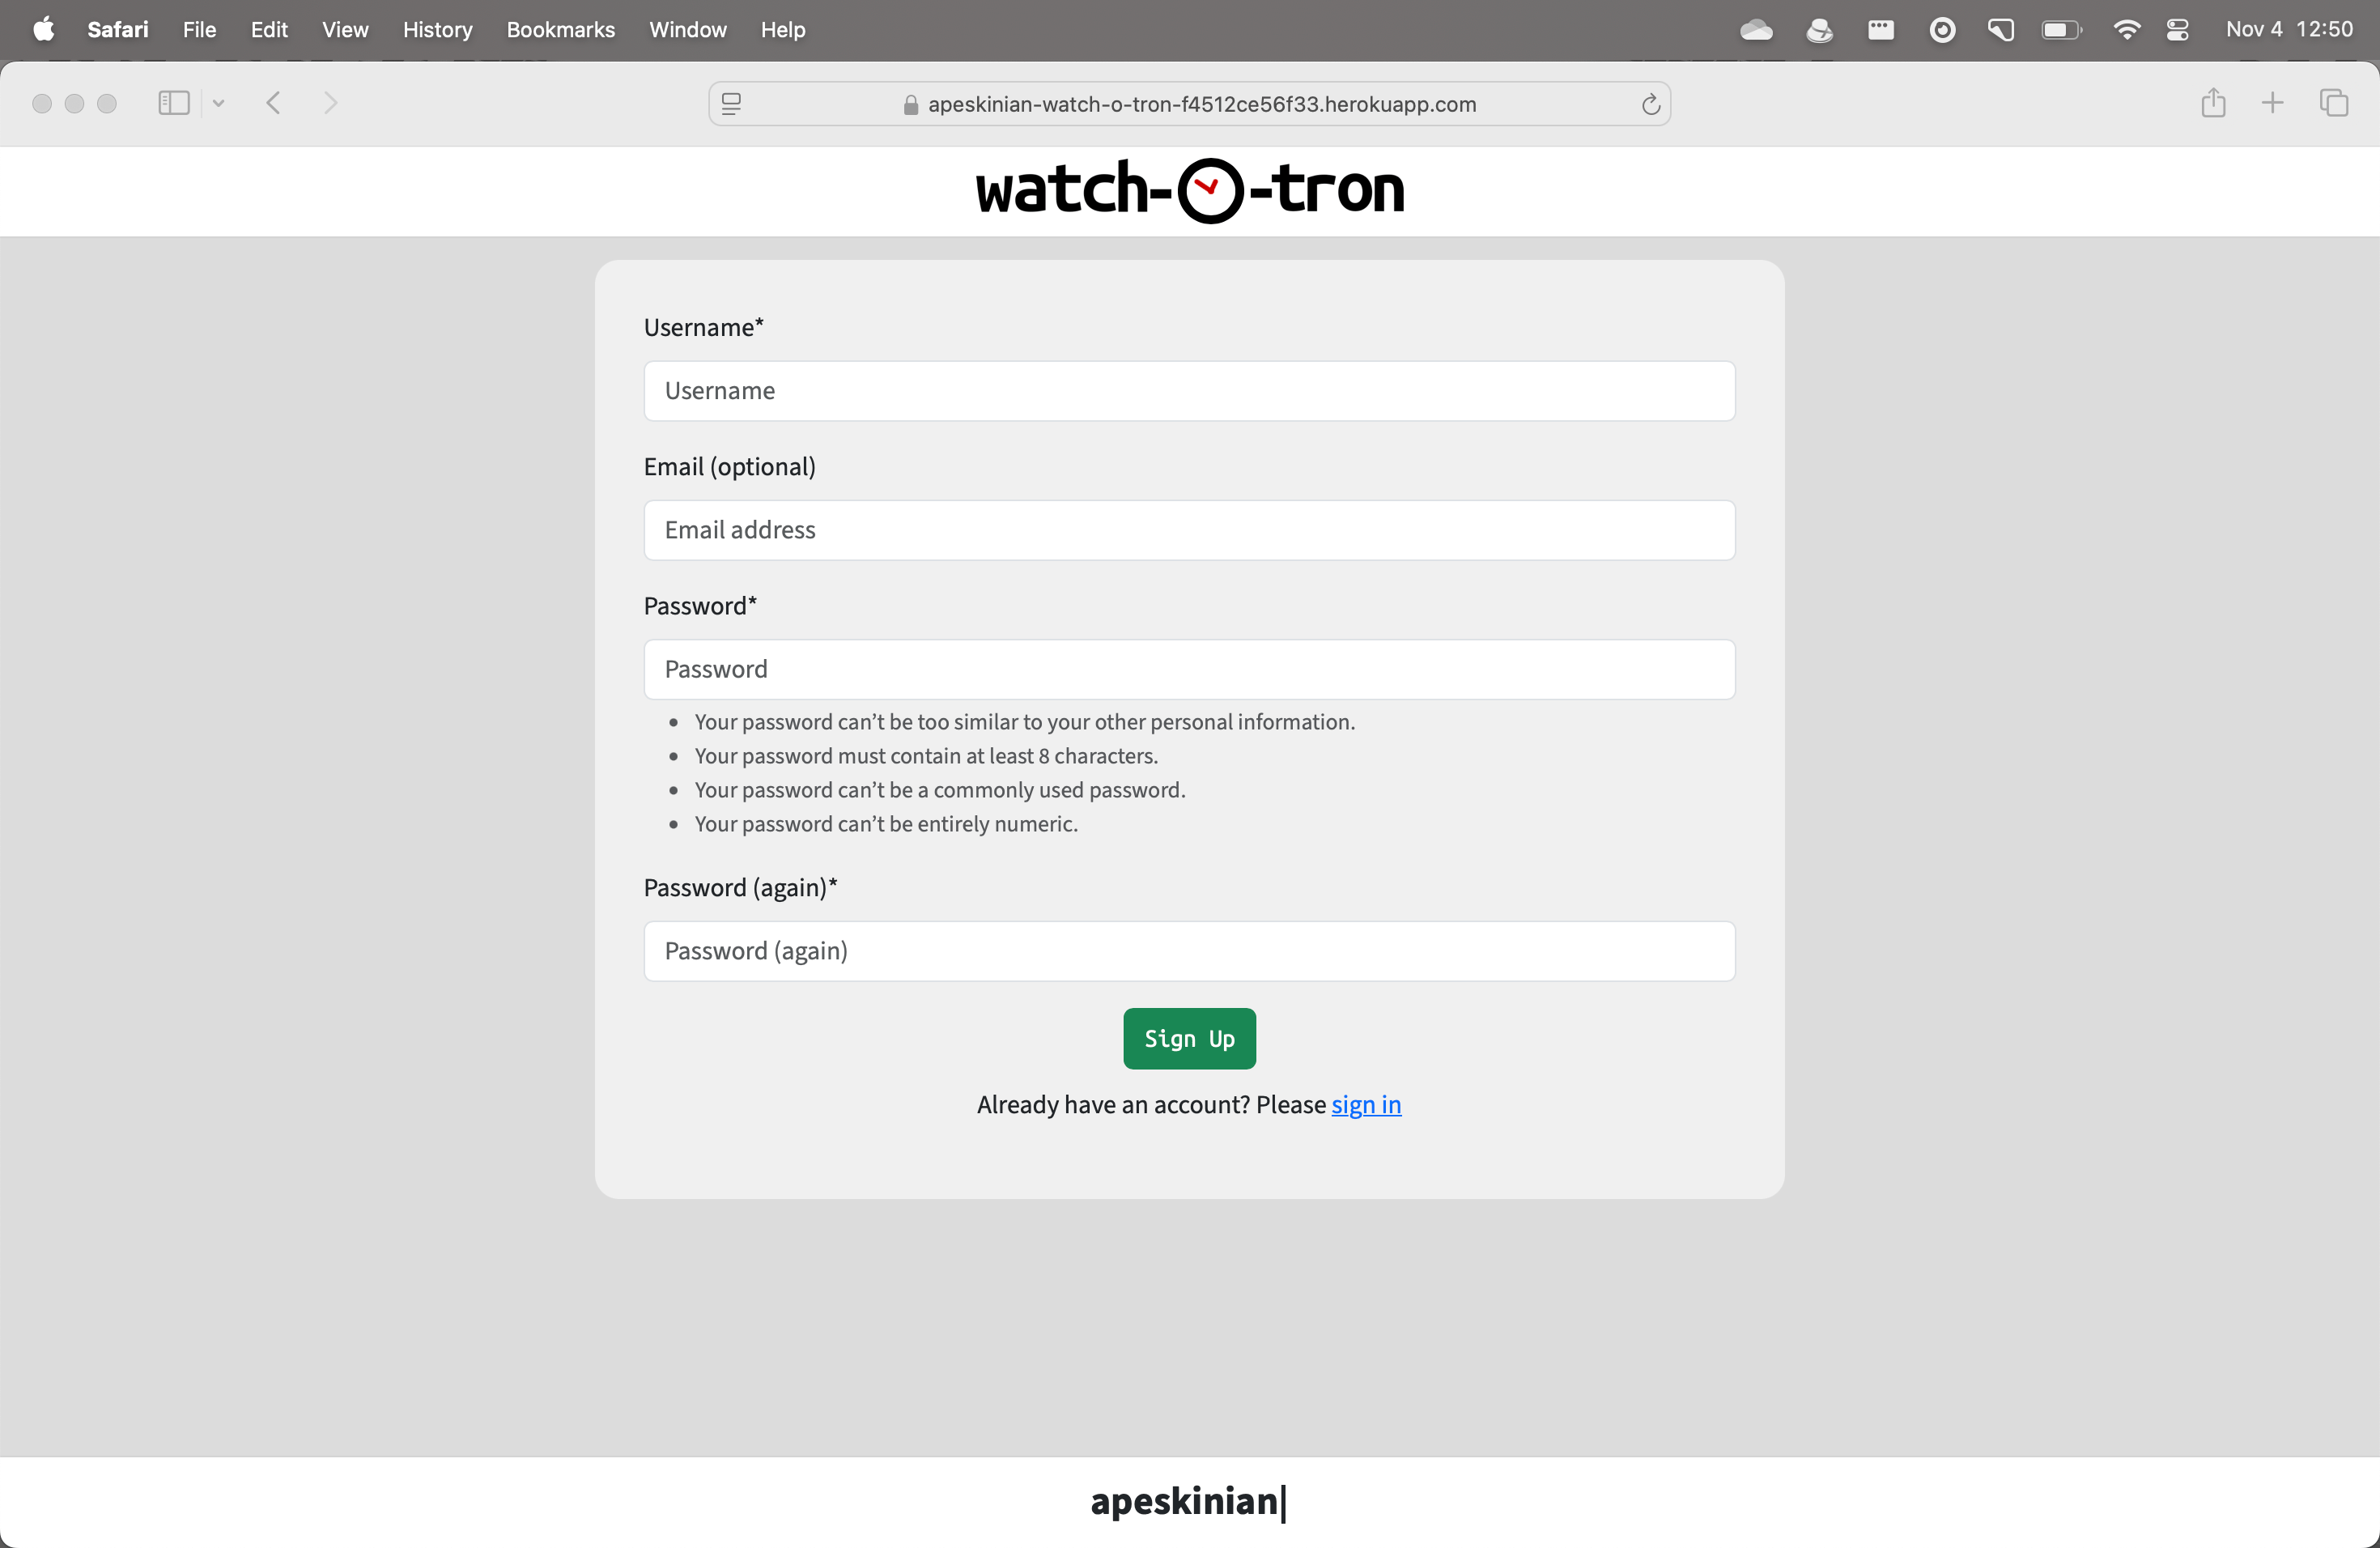 Safari File Edit View History Bookmarks Window Help Nov 4 12:50
apeskinian-watch-o-tron-f4512ce56f33.herokuapp.com
watch-O-tron
Username*
Username
Email (optional)
Email address
Password*
Password
Your password can’t be too similar to your other personal information.
Your password must contain at least 8 characters.
Your password can’t be a commonly used password.
Your password can’t be entirely numeric.
Password (again)*
Password (again)
Sign Up
Already have an account? Please sign in
apeskinian|